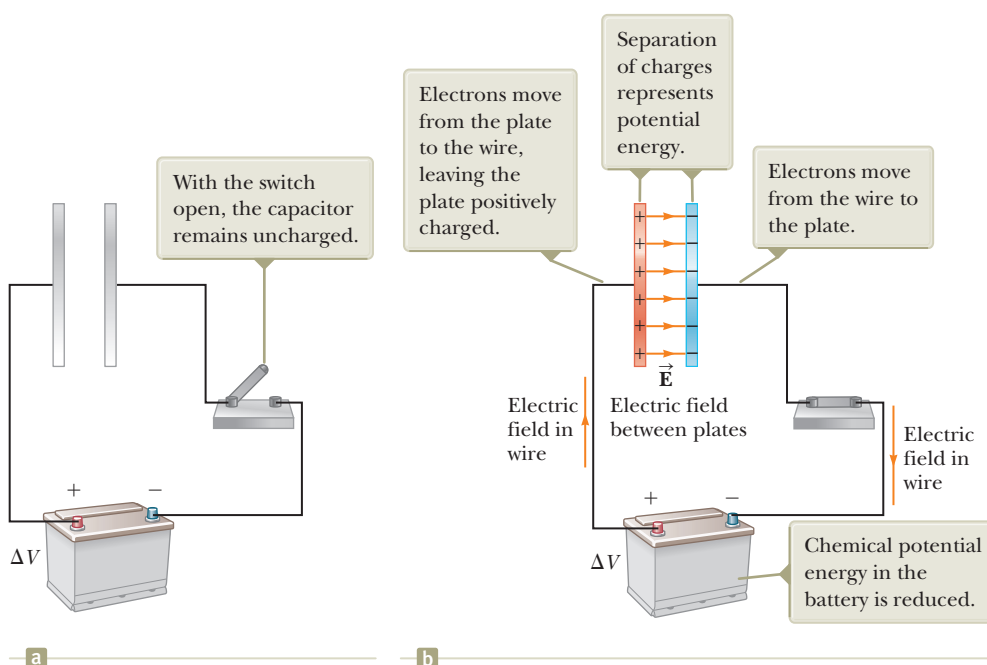 With the switch
open, the capacitor
remains uncharged.
+
−
ΔV
a
Electrons move
from the plate
to the wire,
leaving the
plate positively
charged.
Separation
of charges
represents
potential
energy.
Electrons move
from the wire to
the plate.
+ −
+ −
+ −
+ −
+ −
+ −
E⃗
Electric
field in
wire
Electric field
between plates
Electric
field in
wire
+
−
ΔV
Chemical potential
energy in the
battery is reduced.
b